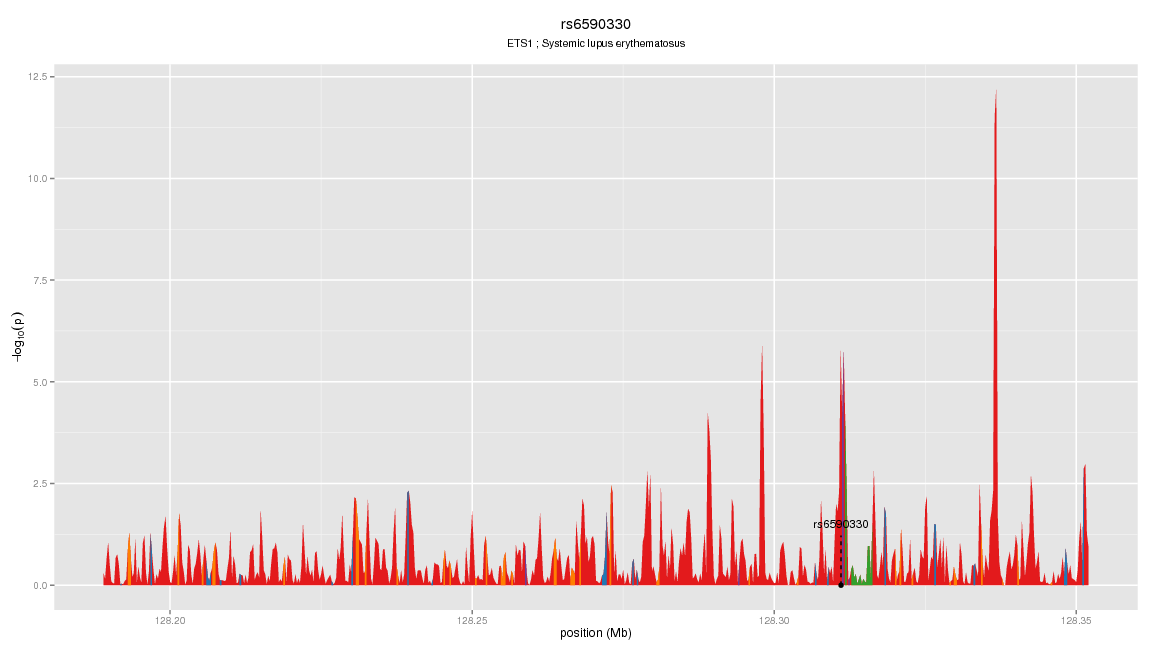 rs6590330
ETS1 ; Systemic lupus erythematosus
12.5
10.0
7.5
5.0
2.5
0.0
−log10(p)
rs6590330
128.20
128.25
128.30
128.35
position (Mb)